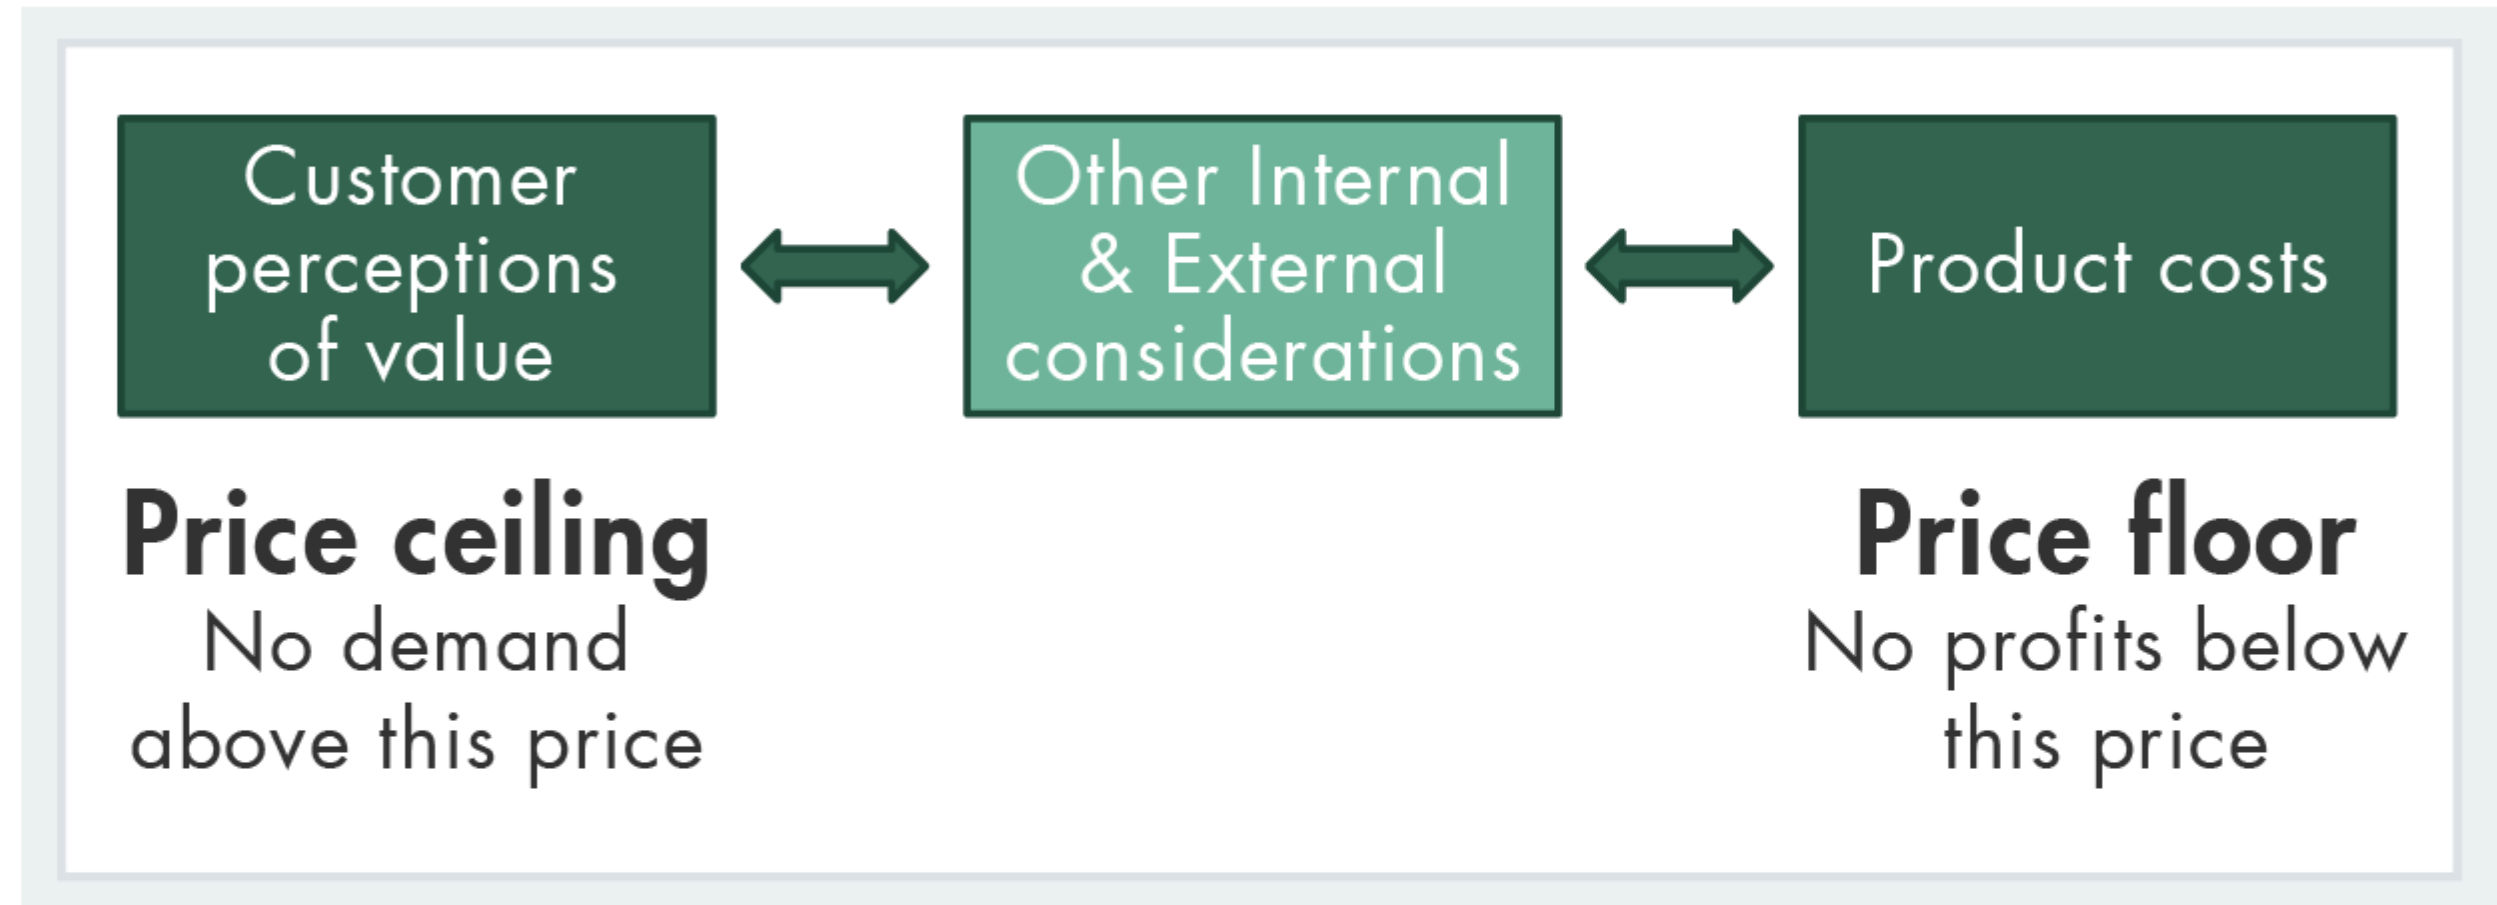 Customer
perceptions
of value
Other Internal
& External
considerations
Product costs
Price ceiling
No demand
above this price
Price floor
No profits below
this price